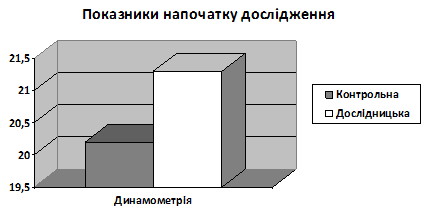 Показники напочатку дослідження
21,5
21
20,5
20
19,5
Динамометрія
Контрольна
Дослідницька